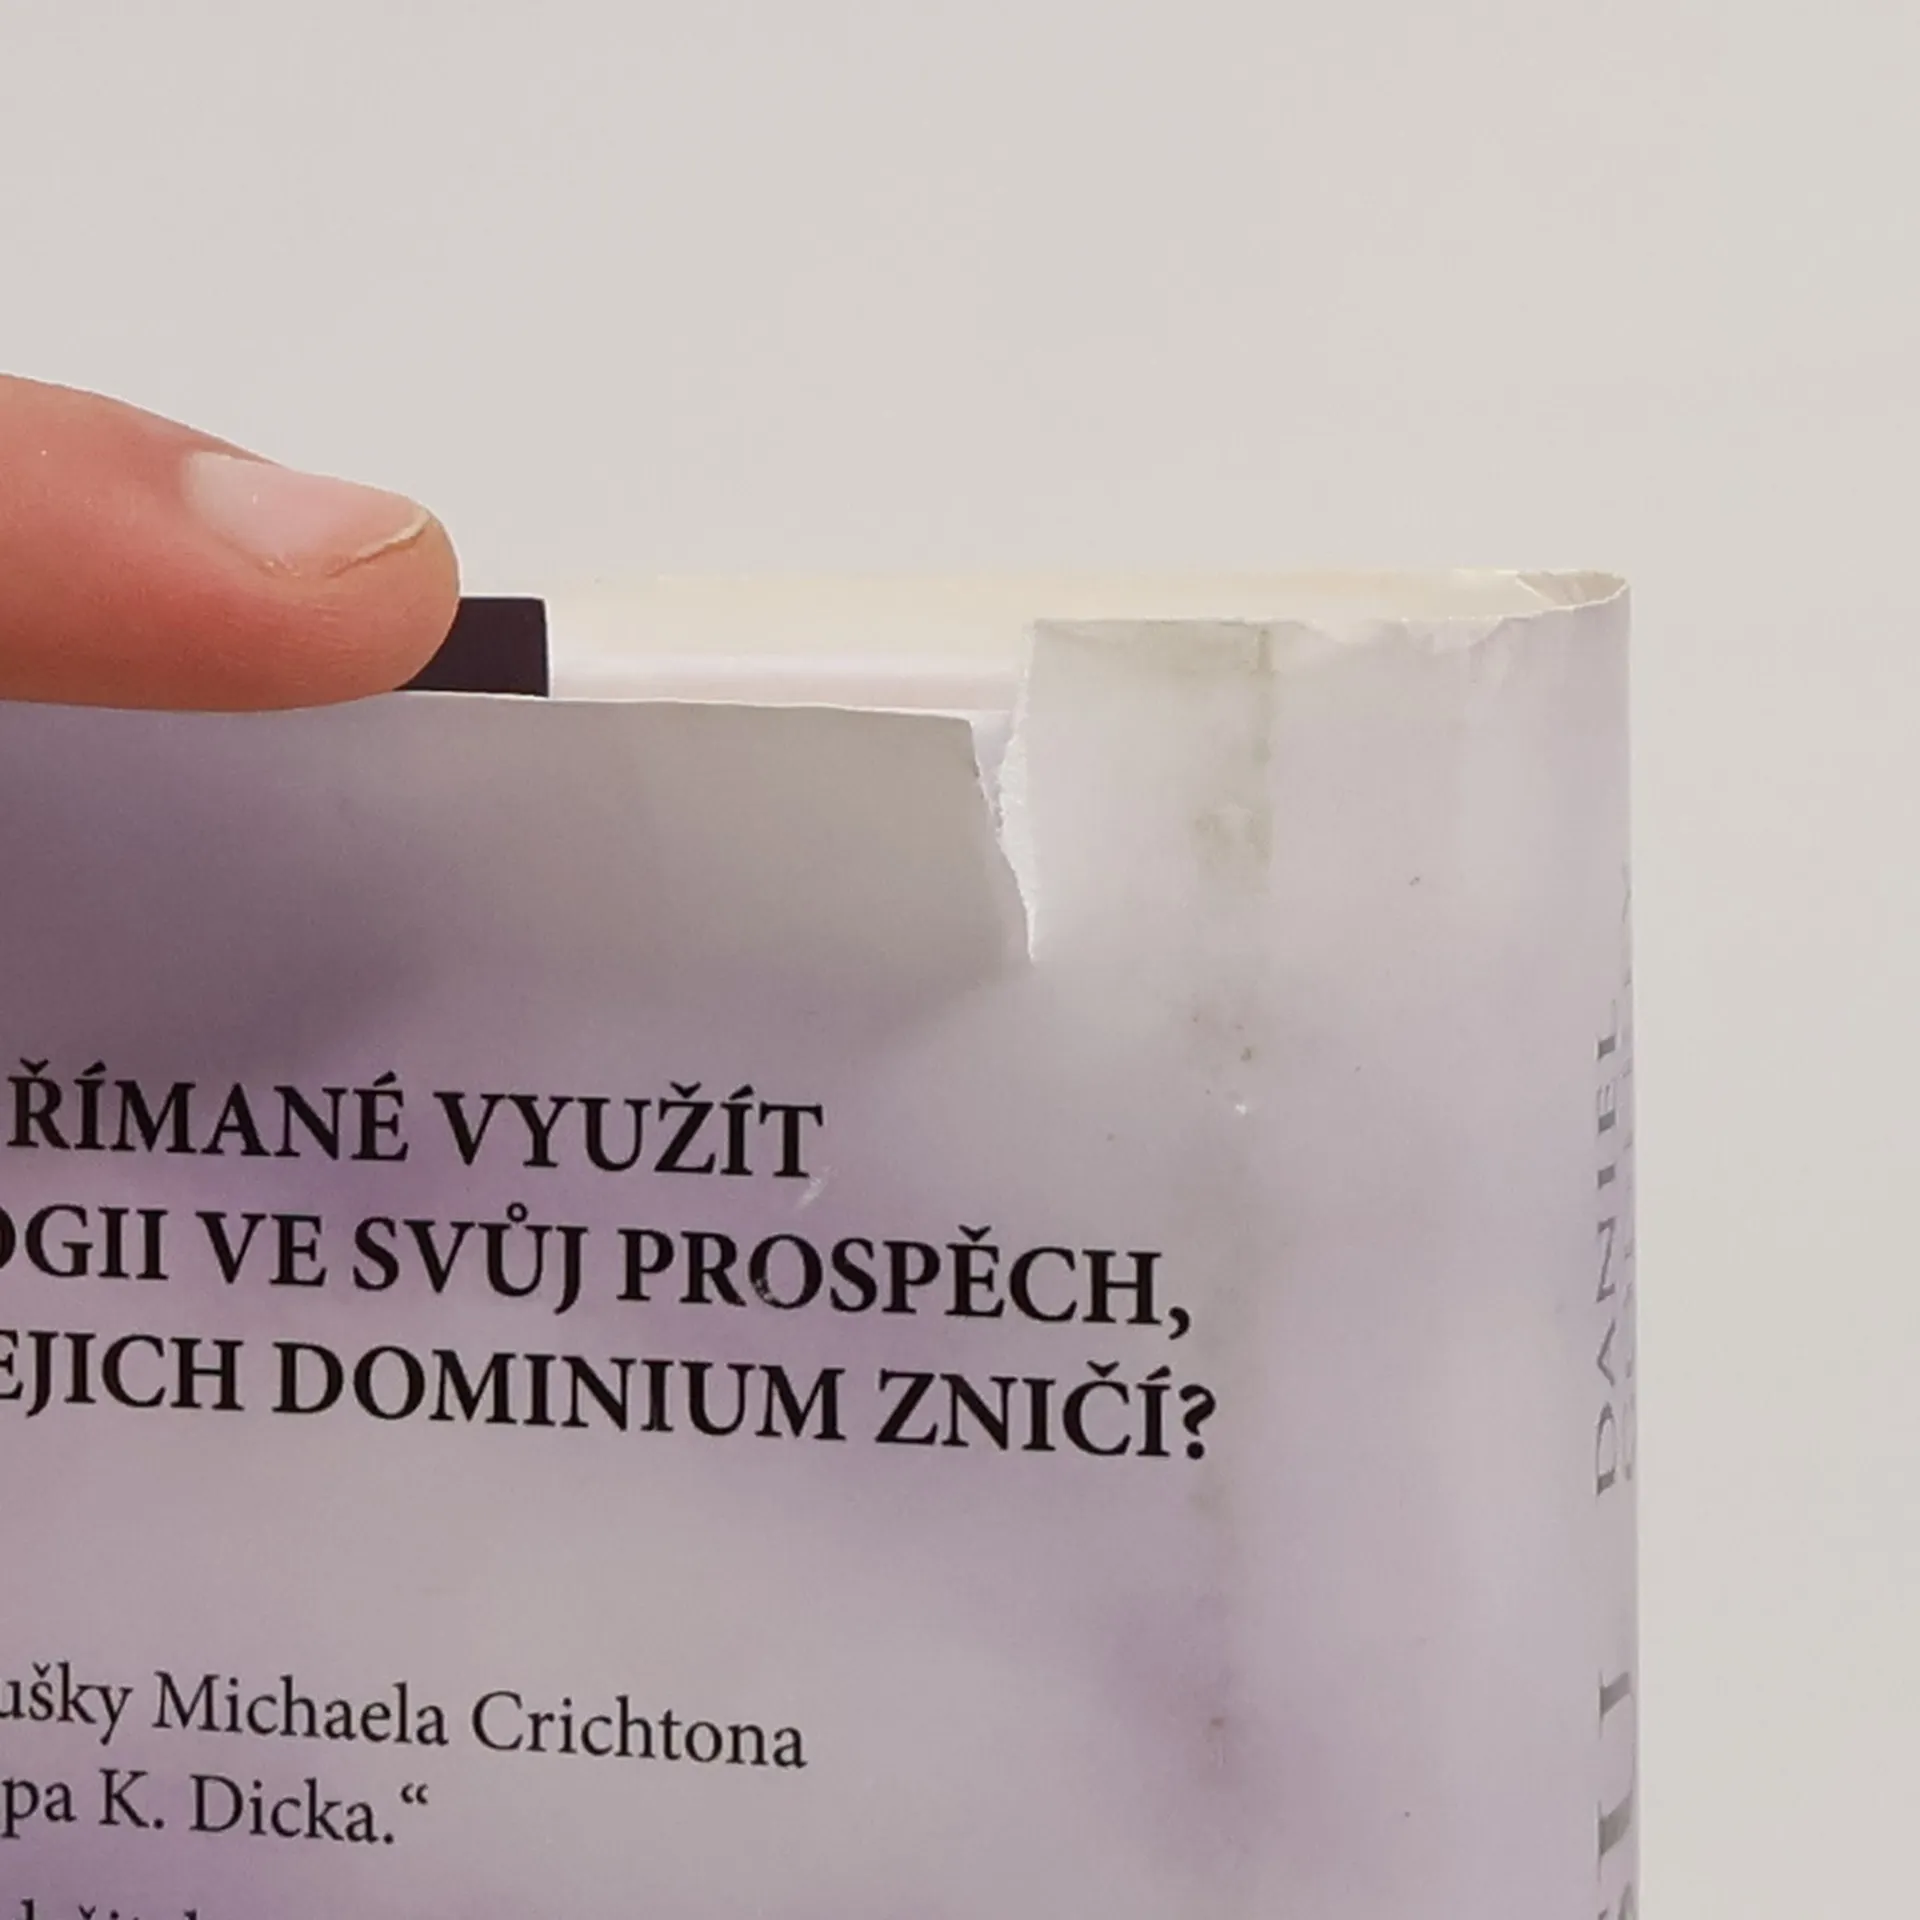 ŘÍMANÉ VYUŽÍT
OGII VE SVŮJ PROSPĚCH,
EJICH DOMINIUM ZNIČÍ?
ušky Michaela Crichtona
pa K. Dicka.“
DANIEL